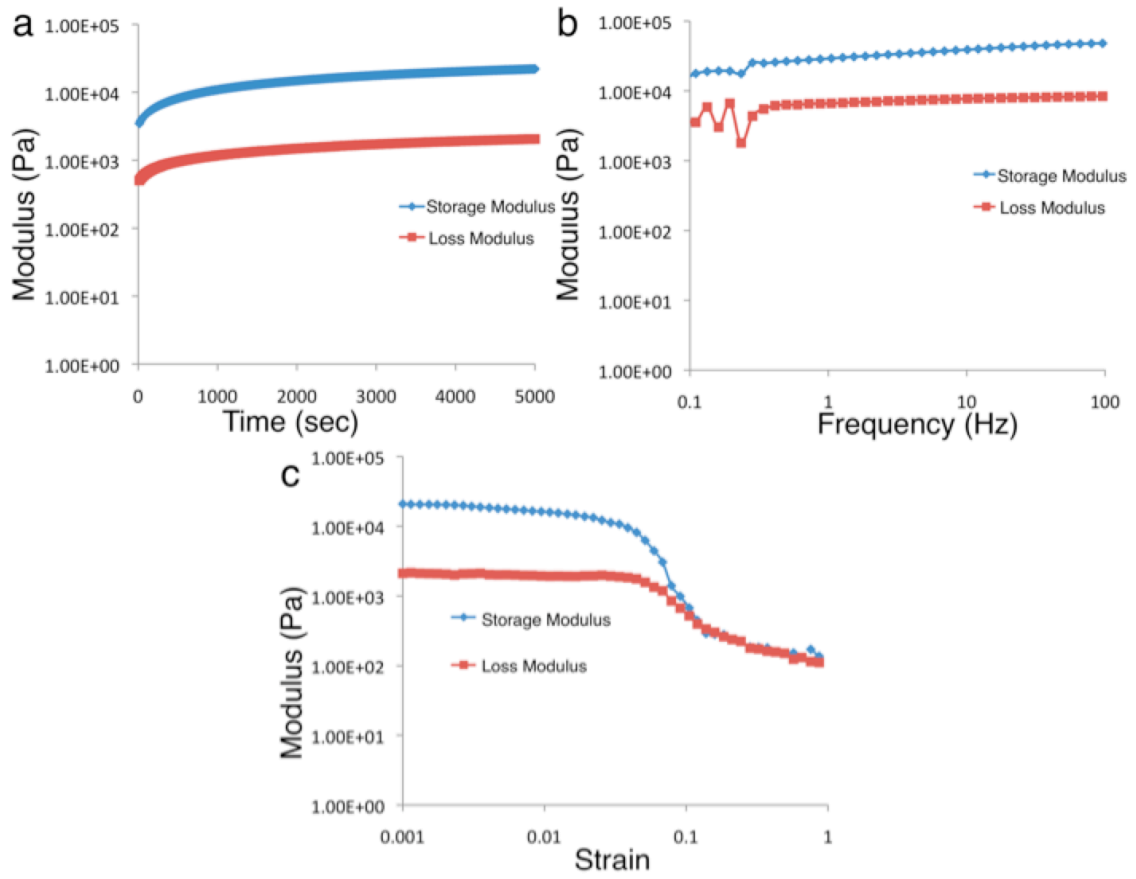 a
1.00E+05
1.00E+04
1.00E+03
1.00E+02
1.00E+01
1.00E+00
Modulus (Pa)
Storage Modulus
Loss Modulus
0 1000 2000 3000 4000 5000
Time (sec)
b
1.00E+05
1.00E+04
1.00E+03
1.00E+02
1.00E+01
1.00E+00
Modulus (Pa)
Storage Modulus
Loss Modulus
0.1 1 10 100
Frequency (Hz)
c
1.00E+05
1.00E+04
1.00E+03
1.00E+02
1.00E+01
1.00E+00
Modulus (Pa)
Storage Modulus
Loss Modulus
0.001 0.01 0.1 1
Strain